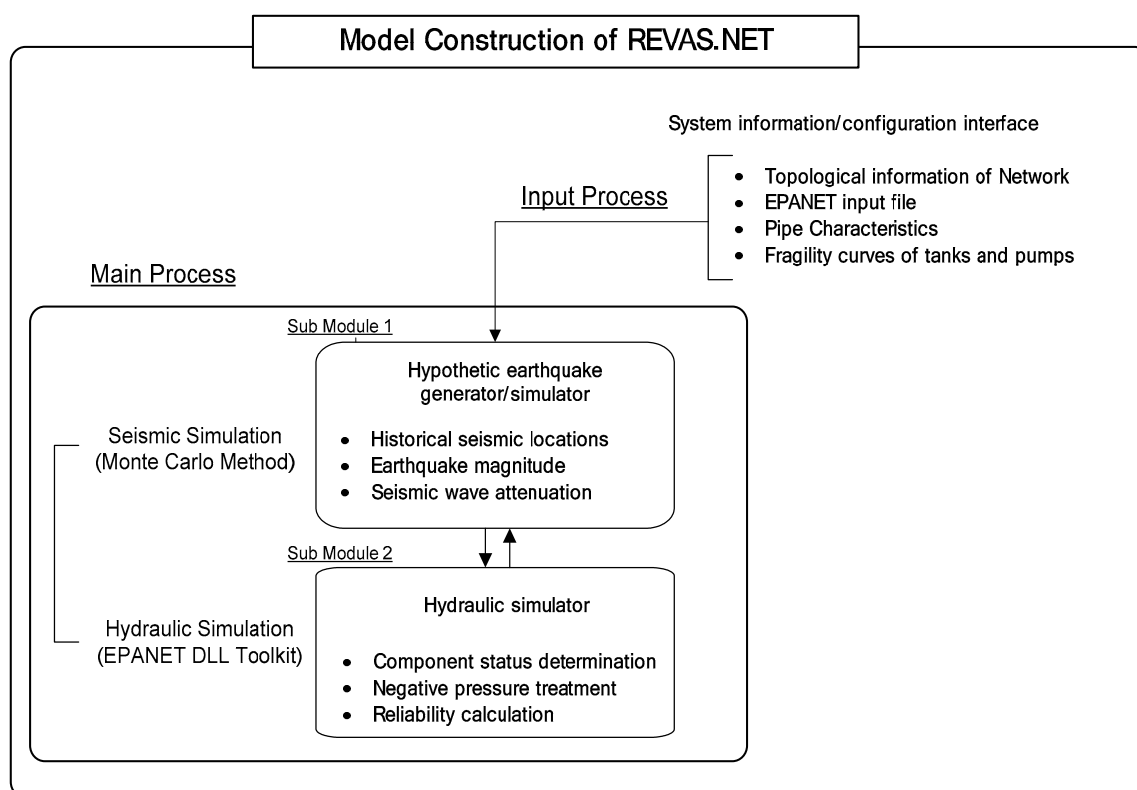 Model Construction of REVAS.NET
System information/configuration interface
• Topological information of Network
• EPANET input file
• Pipe Characteristics
• Fragility curves of tanks and pumps
Input Process
Main Process
Sub Module 1
Hypothetic earthquake
generator/simulator
• Historical seismic locations
• Earthquake magnitude
• Seismic wave attenuation
Seismic Simulation
(Monte Carlo Method)
Sub Module 2
Hydraulic simulator
• Component status determination
• Negative pressure treatment
• Reliability calculation
Hydraulic Simulation
(EPANET DLL Toolkit)